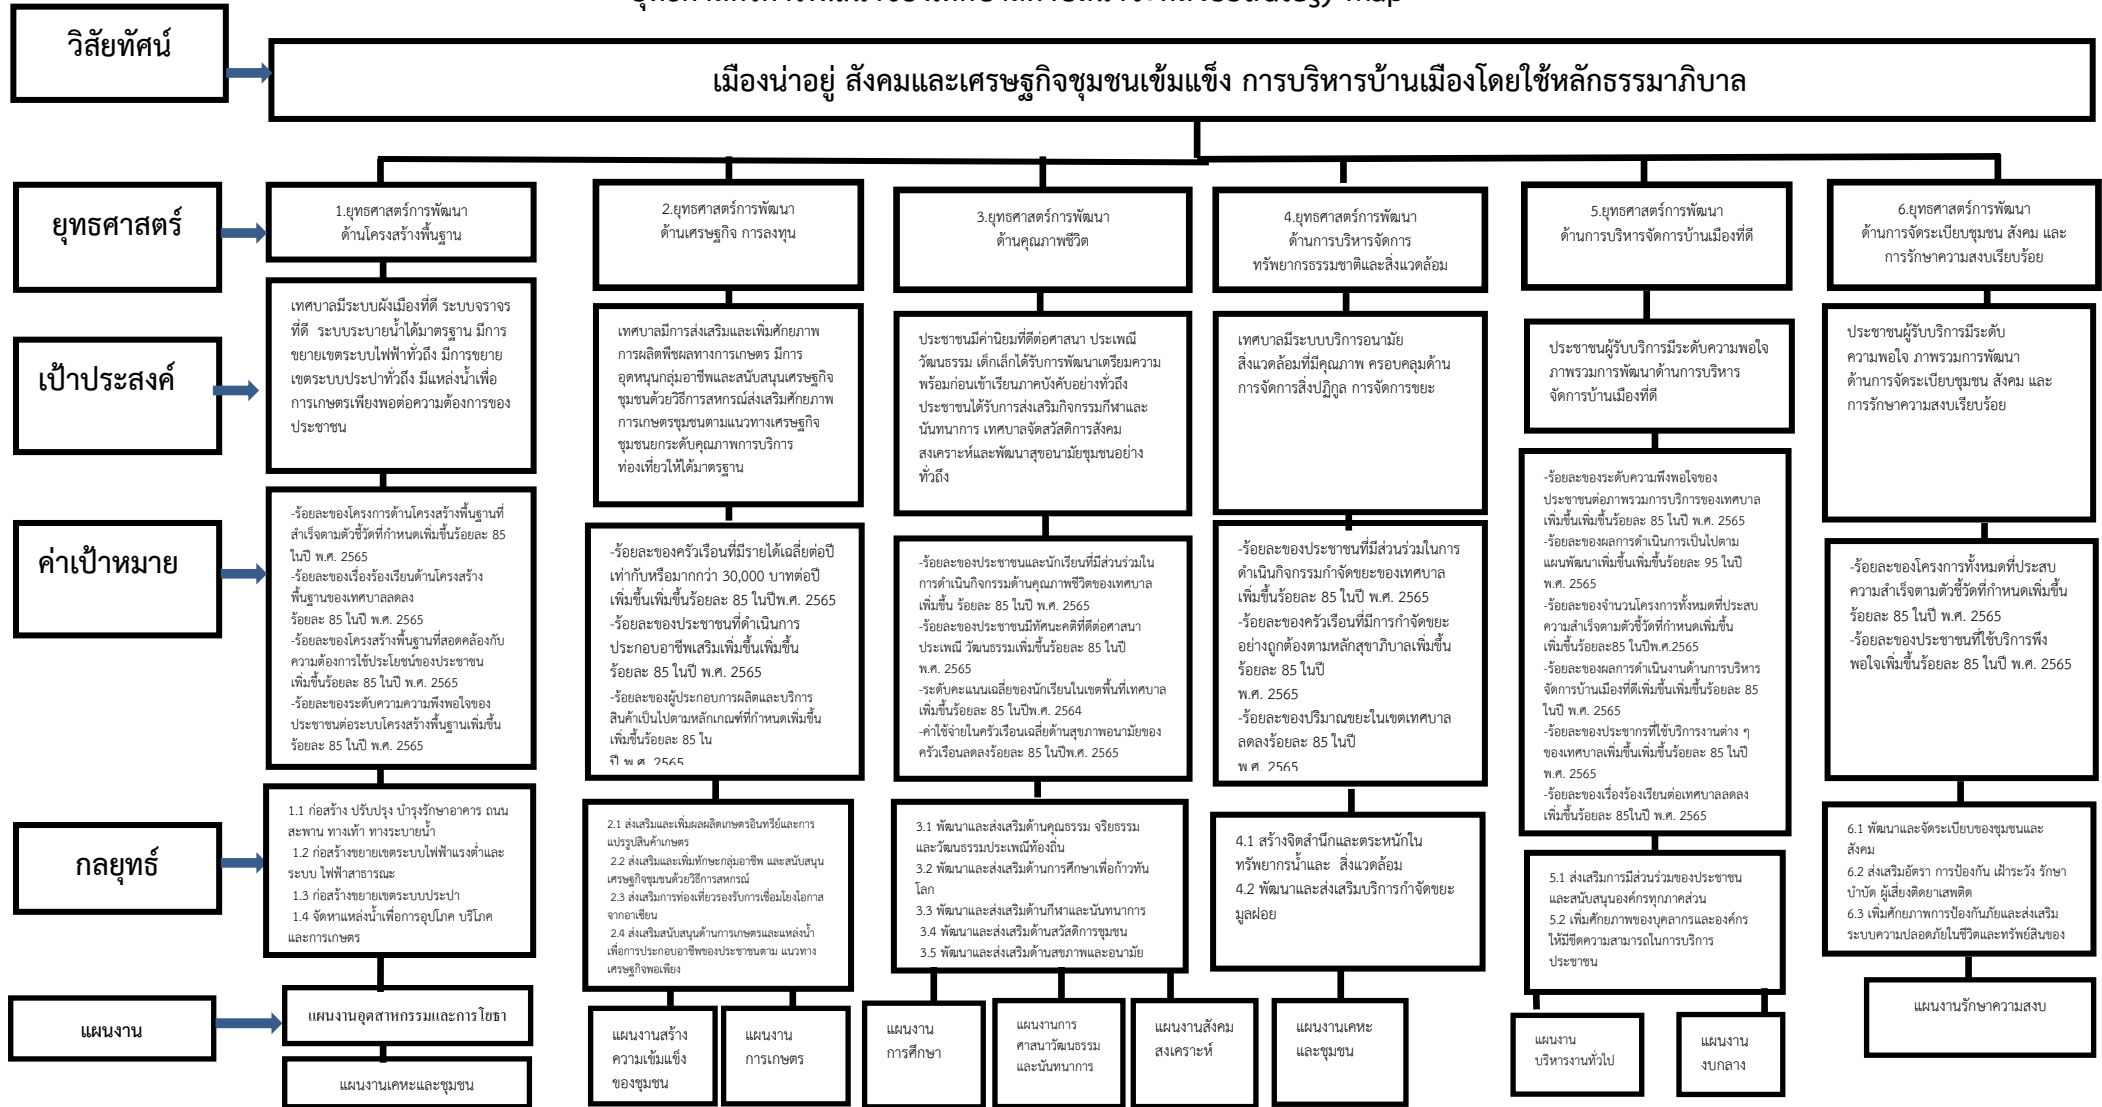 Strategy map
วิสัยทัศน์
เมืองน่าอยู่ สังคมและเศรษฐกิจชุมชนเข้มแข็ง การบริหารบ้านเมืองโดยใช้หลักธรรมาภิบาล
ยุทธศาสตร์
1.ยุทธศาสตร์การพัฒนา
ด้านโครงสร้างพื้นฐาน
2.ยุทธศาสตร์การพัฒนา
ด้านเศรษฐกิจ การลงทุน
3.ยุทธศาสตร์การพัฒนา
ด้านคุณภาพชีวิต
4.ยุทธศาสตร์การพัฒนา
ด้านการบริหารจัดการ
ทรัพยากรธรรมชาติและสิ่งแวดล้อม
5.ยุทธศาสตร์การพัฒนา
ด้านการบริหารจัดการบ้านเมืองที่ดี
6.ยุทธศาสตร์การพัฒนา
ด้านการจัดระเบียบชุมชน สังคม และ
การรักษาความสงบเรียบร้อย
เป้าประสงค์
เทศบาลมีระบบผังเมืองที่ดี ระบบจราจร
ที่ดี ระบบระบายน้ำได้มาตรฐาน มีการ
ขยายเขตระบบไฟฟ้าทั่วถึง มีการขยาย
เขตระบบประปาทั่วถึง มีแหล่งน้ำเพื่อ
การเกษตรเพียงพอต่อความต้องการของ
ประชาชน
เทศบาลมีการส่งเสริมและเพิ่มศักยภาพ
การผลิตพืชผลทางการเกษตร มีการ
อุดหนุนกลุ่มอาชีพและสนับสนุนเศรษฐกิจ
ชุมชนด้วยวิธีการสหกรณ์ส่งเสริมศักยภาพ
การเกษตรชุมชนตามแนวทางเศรษฐกิจ
ชุมชนยกระดับคุณภาพการบริการ
ท่องเที่ยวให้ได้มาตรฐาน
ประชาชนมีค่านิยมที่ดีต่อศาสนา ประเพณี
วัฒนธรรม เด็กเล็กได้รับการพัฒนาเตรียมความ
พร้อมก่อนเข้าเรียนภาคบังคับอย่างทั่วถึง
ประชาชนได้รับการส่งเสริมกิจกรรมกีฬาและ
นันทนาการ เทศบาลจัดสวัสดิการสังคม
สงเคราะห์และพัฒนาสุขอนามัยชุมชนอย่าง
ทั่วถึง
เทศบาลมีระบบบริการอนามัย
สิ่งแวดล้อมที่มีคุณภาพ ครอบคลุมด้าน
การจัดการสิ่งปฏิกูล การจัดการขยะ
ประชาชนผู้รับบริการมีระดับความพอใจ
ภาพรวมการพัฒนาด้านการบริหาร
จัดการบ้านเมืองที่ดี
ประชาชนผู้รับบริการมีระดับ
ความพอใจ ภาพรวมการพัฒนา
ด้านการจัดระเบียบชุมชน สังคม และ
การรักษาความสงบเรียบร้อย
ค่าเป้าหมาย
-ร้อยละของโครงการด้านโครงสร้างพื้นฐานที่
สำเร็จตามตัวชี้วัดที่กำหนดเพิ่มขึ้นร้อยละ 85
ในปี พ.ศ. 2565
-ร้อยละของเรื่องร้องเรียนด้านโครงสร้าง
พื้นฐานของเทศบาลลดลง
ร้อยละ 85 ในปี พ.ศ. 2565
-ร้อยละของโครงสร้างพื้นฐานที่สอดคล้องกับ
ความต้องการใช้ประโยชน์ของประชาชน
เพิ่มขึ้นร้อยละ 85 ในปี พ.ศ. 2565
-ร้อยละของระดับความความพึงพอใจของ
ประชาชนต่อระบบโครงสร้างพื้นฐานเพิ่มขึ้น
ร้อยละ 85 ในปี พ.ศ. 2565
-ร้อยละของครัวเรือนที่มีรายได้เฉลี่ยต่อปี
เท่ากับหรือมากกว่า 30,000 บาทต่อปี
เพิ่มขึ้นเพิ่มขึ้นร้อยละ 85 ในปีพ.ศ. 2565
-ร้อยละของประชาชนที่ดำเนินการ
ประกอบอาชีพเสริมเพิ่มขึ้นเพิ่มขึ้น
ร้อยละ 85 ในปี พ.ศ. 2565
-ร้อยละของผู้ประกอบการผลิตและบริการ
สินค้าเป็นไปตามหลักเกณฑ์ที่กำหนดเพิ่มขึ้น
เพิ่มขึ้นร้อยละ 85 ใน
ปี พ.ศ. 2565
-ร้อยละของประชาชนและนักเรียนที่มีส่วนร่วมใน
การดำเนินกิจกรรมด้านคุณภาพชีวิตของเทศบาล
เพิ่มขึ้น ร้อยละ 85 ในปี พ.ศ. 2565
-ร้อยละของประชาชนมีทัศนะคติที่ดีต่อศาสนา
ประเพณี วัฒนธรรมเพิ่มขึ้นร้อยละ 85 ในปี
พ.ศ. 2565
-ระดับคะแนนเฉลี่ยของนักเรียนในเขตพื้นที่เทศบาล
เพิ่มขึ้นร้อยละ 85 ในปีพ.ศ. 2564
-ค่าใช้จ่ายในครัวเรือนเฉลี่ยด้านสุขภาพอนามัยของ
ครัวเรือนลดลงร้อยละ 85 ในปีพ.ศ. 2565
-ร้อยละของประชาชนที่มีส่วนร่วมในการ
ดำเนินกิจกรรมกำจัดขยะของเทศบาล
เพิ่มขึ้นร้อยละ 85 ในปี พ.ศ. 2565
-ร้อยละของครัวเรือนที่มีการกำจัดขยะ
อย่างถูกต้องตามหลักสุขาภิบาลเพิ่มขึ้น
ร้อยละ 85 ในปี
พ.ศ. 2565
-ร้อยละของปริมาณขยะในเขตเทศบาล
ลดลงร้อยละ 85 ในปี
พ.ศ. 2565
-ร้อยละของระดับความพึงพอใจของ
ประชาชนต่อภาพรวมการบริการของเทศบาล
เพิ่มขึ้นเพิ่มขึ้นร้อยละ 85 ในปี พ.ศ. 2565
-ร้อยละของผลการดำเนินการเป็นไปตาม
แผนพัฒนาเพิ่มขึ้นเพิ่มขึ้นร้อยละ 95 ในปี
พ.ศ. 2565
-ร้อยละของจำนวนโครงการทั้งหมดที่ประสบ
ความสำเร็จตามตัวชี้วัดที่กำหนดเพิ่มขึ้น
เพิ่มขึ้นร้อยละ85ในปีพ.ศ.2565
-ร้อยละของผลการดำเนินงานด้านการบริหาร
จัดการบ้านเมืองที่ดีเพิ่มขึ้นเพิ่มขึ้นร้อยละ 85
ในปี พ.ศ. 2565
-ร้อยละของประชากรที่ใช้บริการงานต่าง ๆ
ของเทศบาลเพิ่มขึ้นเพิ่มขึ้นร้อยละ 85 ในปี
พ.ศ. 2565
-ร้อยละของเรื่องร้องเรียนต่อเทศบาลลดลง
เพิ่มขึ้นร้อยละ 85ในปี พ.ศ. 2565
-ร้อยละของโครงการทั้งหมดที่ประสบ
ความสำเร็จตามตัวชี้วัดที่กำหนดเพิ่มขึ้น
ร้อยละ 85 ในปี พ.ศ. 2565
-ร้อยละของประชาชนที่ใช้บริการพึง
พอใจเพิ่มขึ้นร้อยละ 85 ในปี พ.ศ. 2565
กลยุทธ์
1.1 ก่อสร้าง ปรับปรุง บำรุงรักษาอาคาร ถนน
สะพาน ทางเท้า ทางระบายน้ำ
1.2 ก่อสร้างขยายเขตระบบไฟฟ้าแรงต่ำและ
ระบบ ไฟฟ้าสาธารณะ
1.3 ก่อสร้างขยายเขตระบบประปา
1.4 จัดหาแหล่งน้ำเพื่อการอุปโภค บริโภค
และการเกษตร
2.1 ส่งเสริมและเพิ่มผลผลิตเกษตรอินทรีย์และการ
แปรรูปสินค้าเกษตร
2.2 ส่งเสริมและเพิ่มทักษะกลุ่มอาชีพ และสนับสนุน
เศรษฐกิจชุมชนด้วยวิธีการสหกรณ์
2.3 ส่งเสริมการท่องเที่ยวรองรับการเชื่อมโยงโอกาส
จากอาเซียน
2.4 ส่งเสริมสนับสนุนด้านการเกษตรและแหล่งน้ำ
เพื่อการประกอบอาชีพของประชาชนตาม แนวทาง
เศรษฐกิจพอเพียง
3.1 พัฒนาและส่งเสริมด้านคุณธรรม จริยธรรม
และวัฒนธรรมประเพณีท้องถิ่น
3.2 พัฒนาและส่งเสริมด้านการศึกษาเพื่อก้าวทัน
โลก
3.3 พัฒนาและส่งเสริมด้านกีฬาและนันทนาการ
3.4 พัฒนาและส่งเสริมด้านสวัสดิการชุมชน
3.5 พัฒนาและส่งเสริมด้านสุขภาพและอนามัย
4.1 สร้างจิตสำนึกและตระหนักใน
ทรัพยากรน้ำและ สิ่งแวดล้อม
4.2 พัฒนาและส่งเสริมบริการกำจัดขยะ
มูลฝอย
5.1 ส่งเสริมการมีส่วนร่วมของประชาชน
และสนับสนุนองค์กรทุกภาคส่วน
5.2 เพิ่มศักยภาพของบุคลากรและองค์กร
ให้มีขีดความสามารถในการบริการ
ประชาชน
6.1 พัฒนาและจัดระเบียบของชุมชนและ
สังคม
6.2 ส่งเสริมอัตรา การป้องกัน เฝ้าระวัง รักษา
บำบัด ผู้เสี่ยงติดยาเสพติด
6.3 เพิ่มศักยภาพการป้องกันภัยและส่งเสริม
ระบบความปลอดภัยในชีวิตและทรัพย์สินของ
แผนงาน
แผนงานอุตสาหกรรมและการโยธา
แผนงานเคหะและชุมชน
แผนงานสร้าง
ความเข้มแข็ง
ของชุมชน
แผนงาน
การเกษตร
แผนงาน
การศึกษา
แผนงานการ
ศาสนาวัฒนธรรม
และนันทนาการ
แผนงานสังคม
สงเคราะห์
แผนงานเคหะ
และชุมชน
แผนงาน
บริหารงานทั่วไป
แผนงาน
งบกลาง
แผนงานรักษาความสงบ